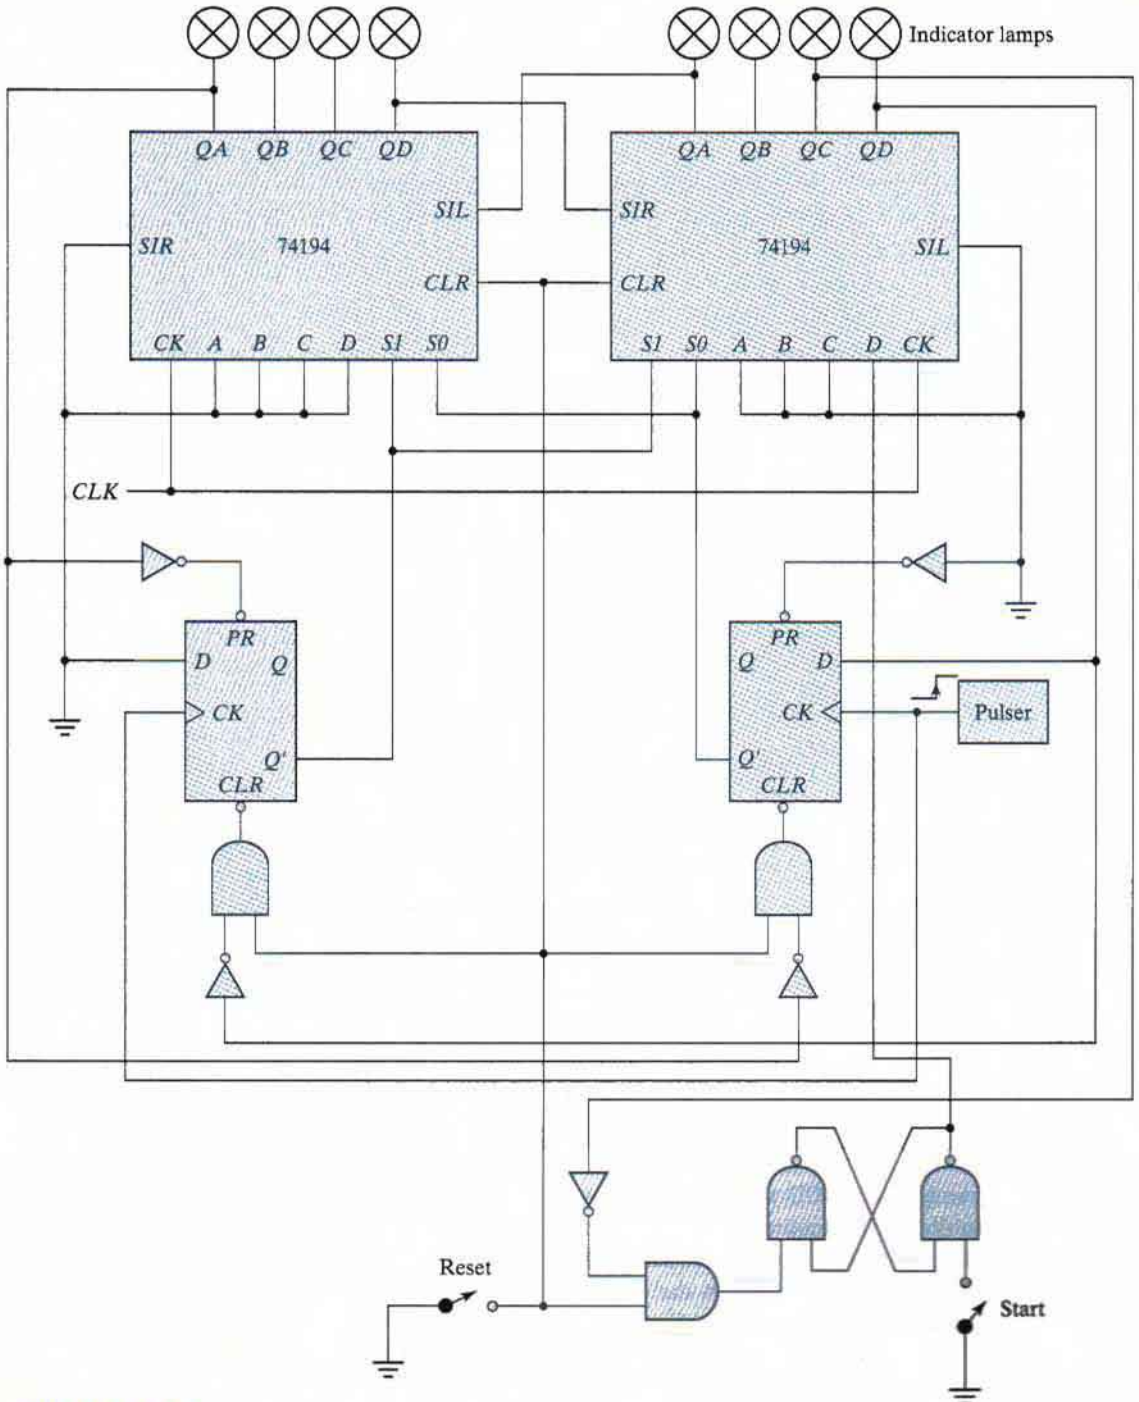 Indicator lamps
QA QB QC QD
QA QB QC QD
SIL
SIR
SIR
74194
74194
SIL
CLR
CLR
CK A B C D S1 S0
S1 S0 A B C D CK
CLK
PR
PR
D Q
Q D
CK
CK
Pulser
Q'
Q'
CLR
CLR
Reset
Start